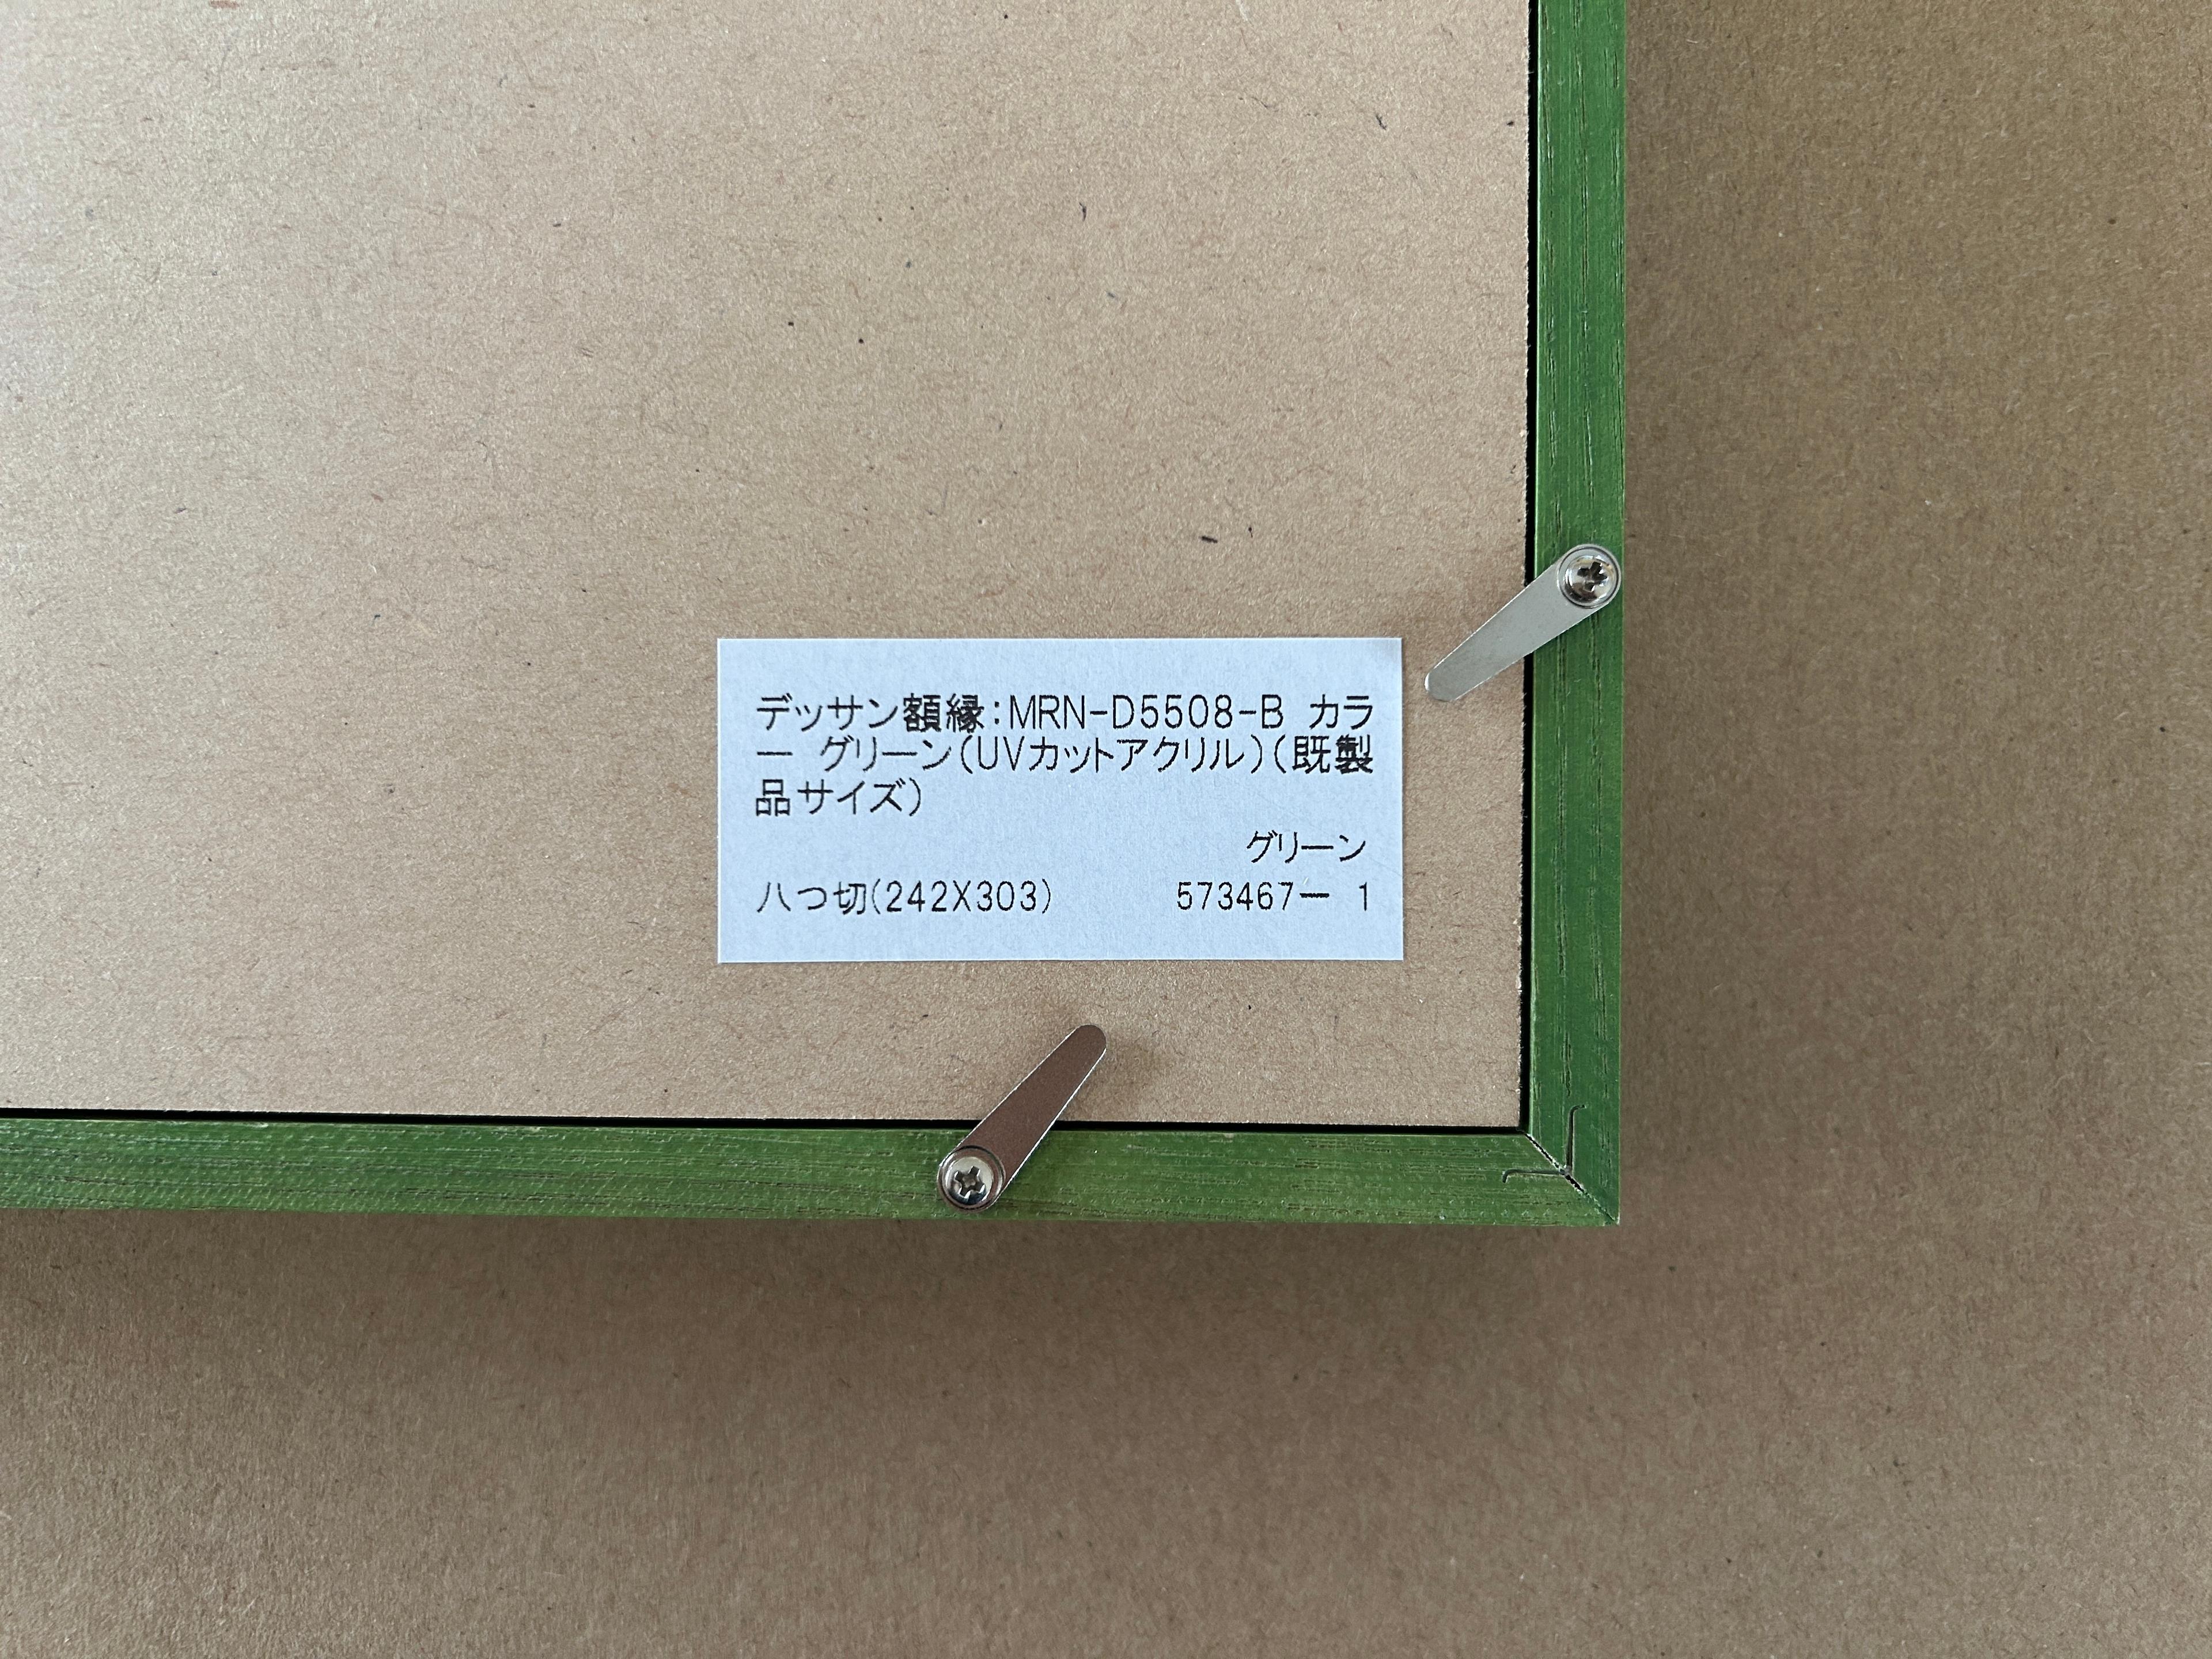 デッサン額縁:MRN-D5508-B カラ
ー グリーン(UVカットアクリル)(既製
品サイズ)
グリーン
八つ切(242X303) 573467ー 1